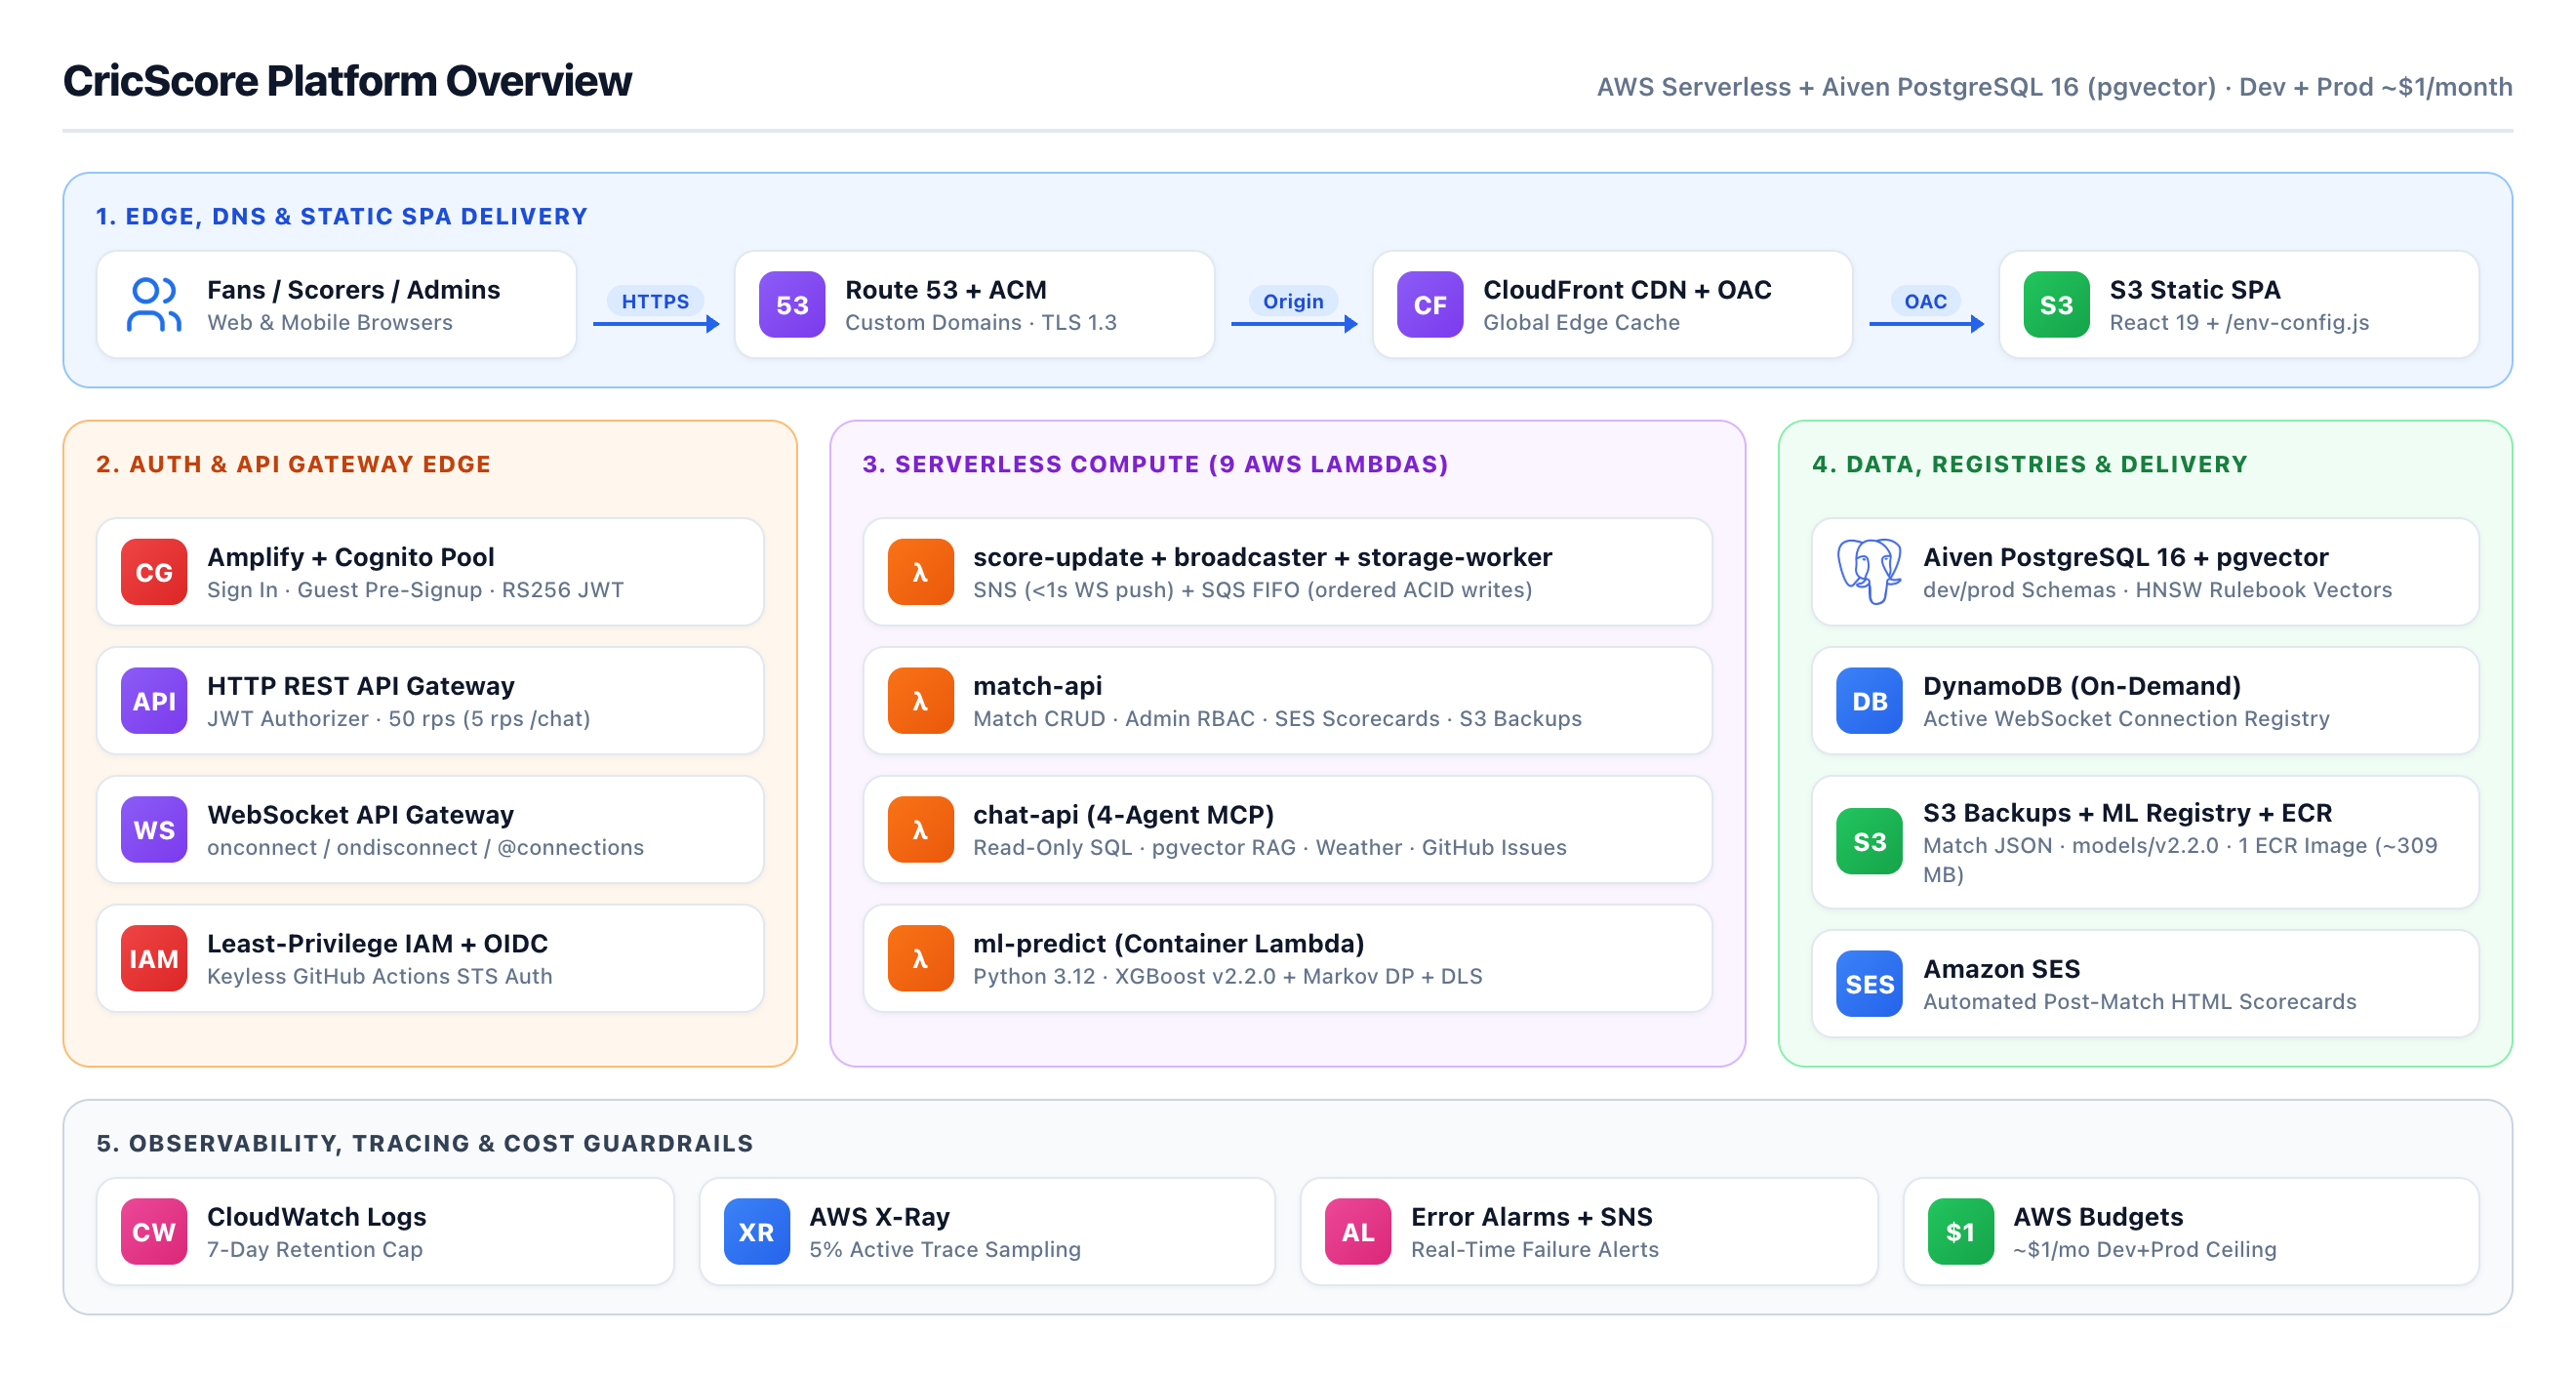 CricScore Platform Overview
AWS Serverless + Aiven PostgreSQL 16 (pgvector) · Dev + Prod ~$1/month
1. EDGE, DNS & STATIC SPA DELIVERY
Fans / Scorers / Admins
Web & Mobile Browsers
HTTPS
53
Route 53 + ACM
Custom Domains · TLS 1.3
Origin
CF
CloudFront CDN + OAC
Global Edge Cache
OAC
S3
S3 Static SPA
React 19 + /env-config.js
2. AUTH & API GATEWAY EDGE
CG
Amplify + Cognito Pool
Sign In · Guest Pre-Signup · RS256 JWT
API
HTTP REST API Gateway
JWT Authorizer · 50 rps (5 rps /chat)
WS
WebSocket API Gateway
onconnect / ondisconnect / @connections
IAM
Least-Privilege IAM + OIDC
Keyless GitHub Actions STS Auth
3. SERVERLESS COMPUTE (9 AWS LAMBDAS)
λ
score-update + broadcaster + storage-worker
SNS (<1s WS push) + SQS FIFO (ordered ACID writes)
λ
match-api
Match CRUD · Admin RBAC · SES Scorecards · S3 Backups
λ
chat-api (4-Agent MCP)
Read-Only SQL · pgvector RAG · Weather · GitHub Issues
λ
ml-predict (Container Lambda)
Python 3.12 · XGBoost v2.2.0 + Markov DP + DLS
4. DATA, REGISTRIES & DELIVERY
Aiven PostgreSQL 16 + pgvector
dev/prod Schemas · HNSW Rulebook Vectors
DB
DynamoDB (On-Demand)
Active WebSocket Connection Registry
S3
S3 Backups + ML Registry + ECR
Match JSON · models/v2.2.0 · 1 ECR Image (~309
MB)
SES
Amazon SES
Automated Post-Match HTML Scorecards
5. OBSERVABILITY, TRACING & COST GUARDRAILS
CW
CloudWatch Logs
7-Day Retention Cap
XR
AWS X-Ray
5% Active Trace Sampling
AL
Error Alarms + SNS
Real-Time Failure Alerts
$1
AWS Budgets
~$1/mo Dev+Prod Ceiling